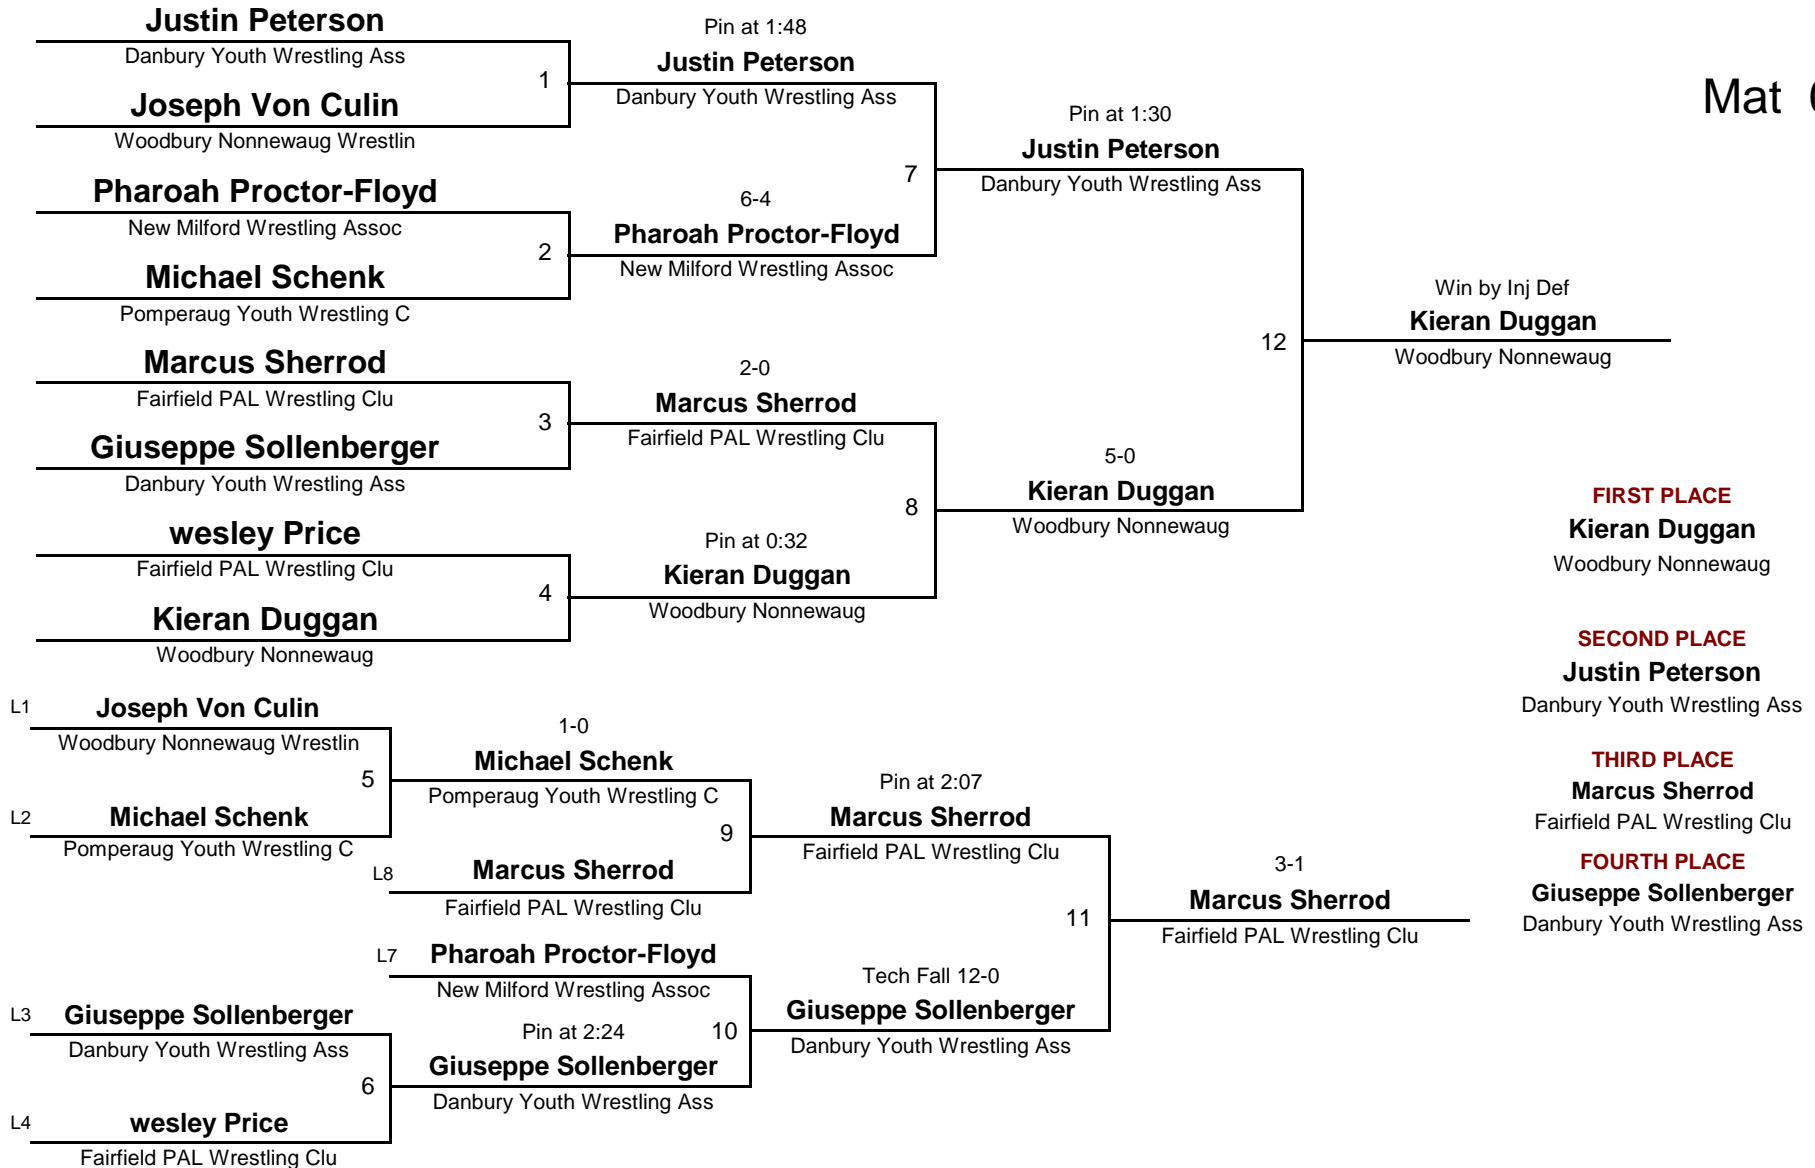 Justin Peterson
Danbury Youth Wrestling Ass
1
Joseph Von Culin
Woodbury Nonnewaug Wrestlin
Pharoah Proctor-Floyd
New Milford Wrestling Assoc
2
Michael Schenk
Pomperaug Youth Wrestling C
Marcus Sherrod
Fairfield PAL Wrestling Clu
3
Giuseppe Sollenberger
Danbury Youth Wrestling Ass
wesley Price
Fairfield PAL Wrestling Clu
4
Kieran Duggan
Woodbury Nonnewaug
Pin at 1:48
Justin Peterson
Danbury Youth Wrestling Ass
7
6-4
Pharoah Proctor-Floyd
New Milford Wrestling Assoc
2-0
Marcus Sherrod
Fairfield PAL Wrestling Clu
8
Pin at 0:32
Kieran Duggan
Woodbury Nonnewaug
Pin at 1:30
Justin Peterson
Danbury Youth Wrestling Ass
12
5-0
Kieran Duggan
Woodbury Nonnewaug
Win by Inj Def
Kieran Duggan
Woodbury Nonnewaug
Mat
L1 Joseph Von Culin
Woodbury Nonnewaug Wrestlin
5
L2 Michael Schenk
Pomperaug Youth Wrestling C
L3 Giuseppe Sollenberger
Danbury Youth Wrestling Ass
6
L4 wesley Price
Fairfield PAL Wrestling Clu
1-0
Michael Schenk
Pomperaug Youth Wrestling C
9
L8 Marcus Sherrod
Fairfield PAL Wrestling Clu
L7 Pharoah Proctor-Floyd
New Milford Wrestling Assoc
Pin at 2:24 10
Giuseppe Sollenberger
Danbury Youth Wrestling Ass
Pin at 2:07
Marcus Sherrod
Fairfield PAL Wrestling Clu
11
Tech Fall 12-0
Giuseppe Sollenberger
Danbury Youth Wrestling Ass
3-1
Marcus Sherrod
Fairfield PAL Wrestling Clu
FIRST PLACE
Kieran Duggan
Woodbury Nonnewaug
SECOND PLACE
Justin Peterson
Danbury Youth Wrestling Ass
THIRD PLACE
Marcus Sherrod
Fairfield PAL Wrestling Clu
FOURTH PLACE
Giuseppe Sollenberger
Danbury Youth Wrestling Ass